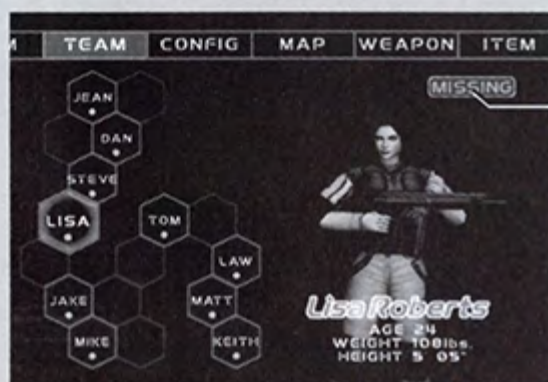 M TEAM CONFIG MAP WEAPON ITEM
MISSING
JEAN
DAN
STEVE
LISA TOM
LAW
JAKE MATT
MIKE KEITH
Lisa Roberts
AGE 24
WEIGHT 108lbs.
HEIGHT 5' 05"